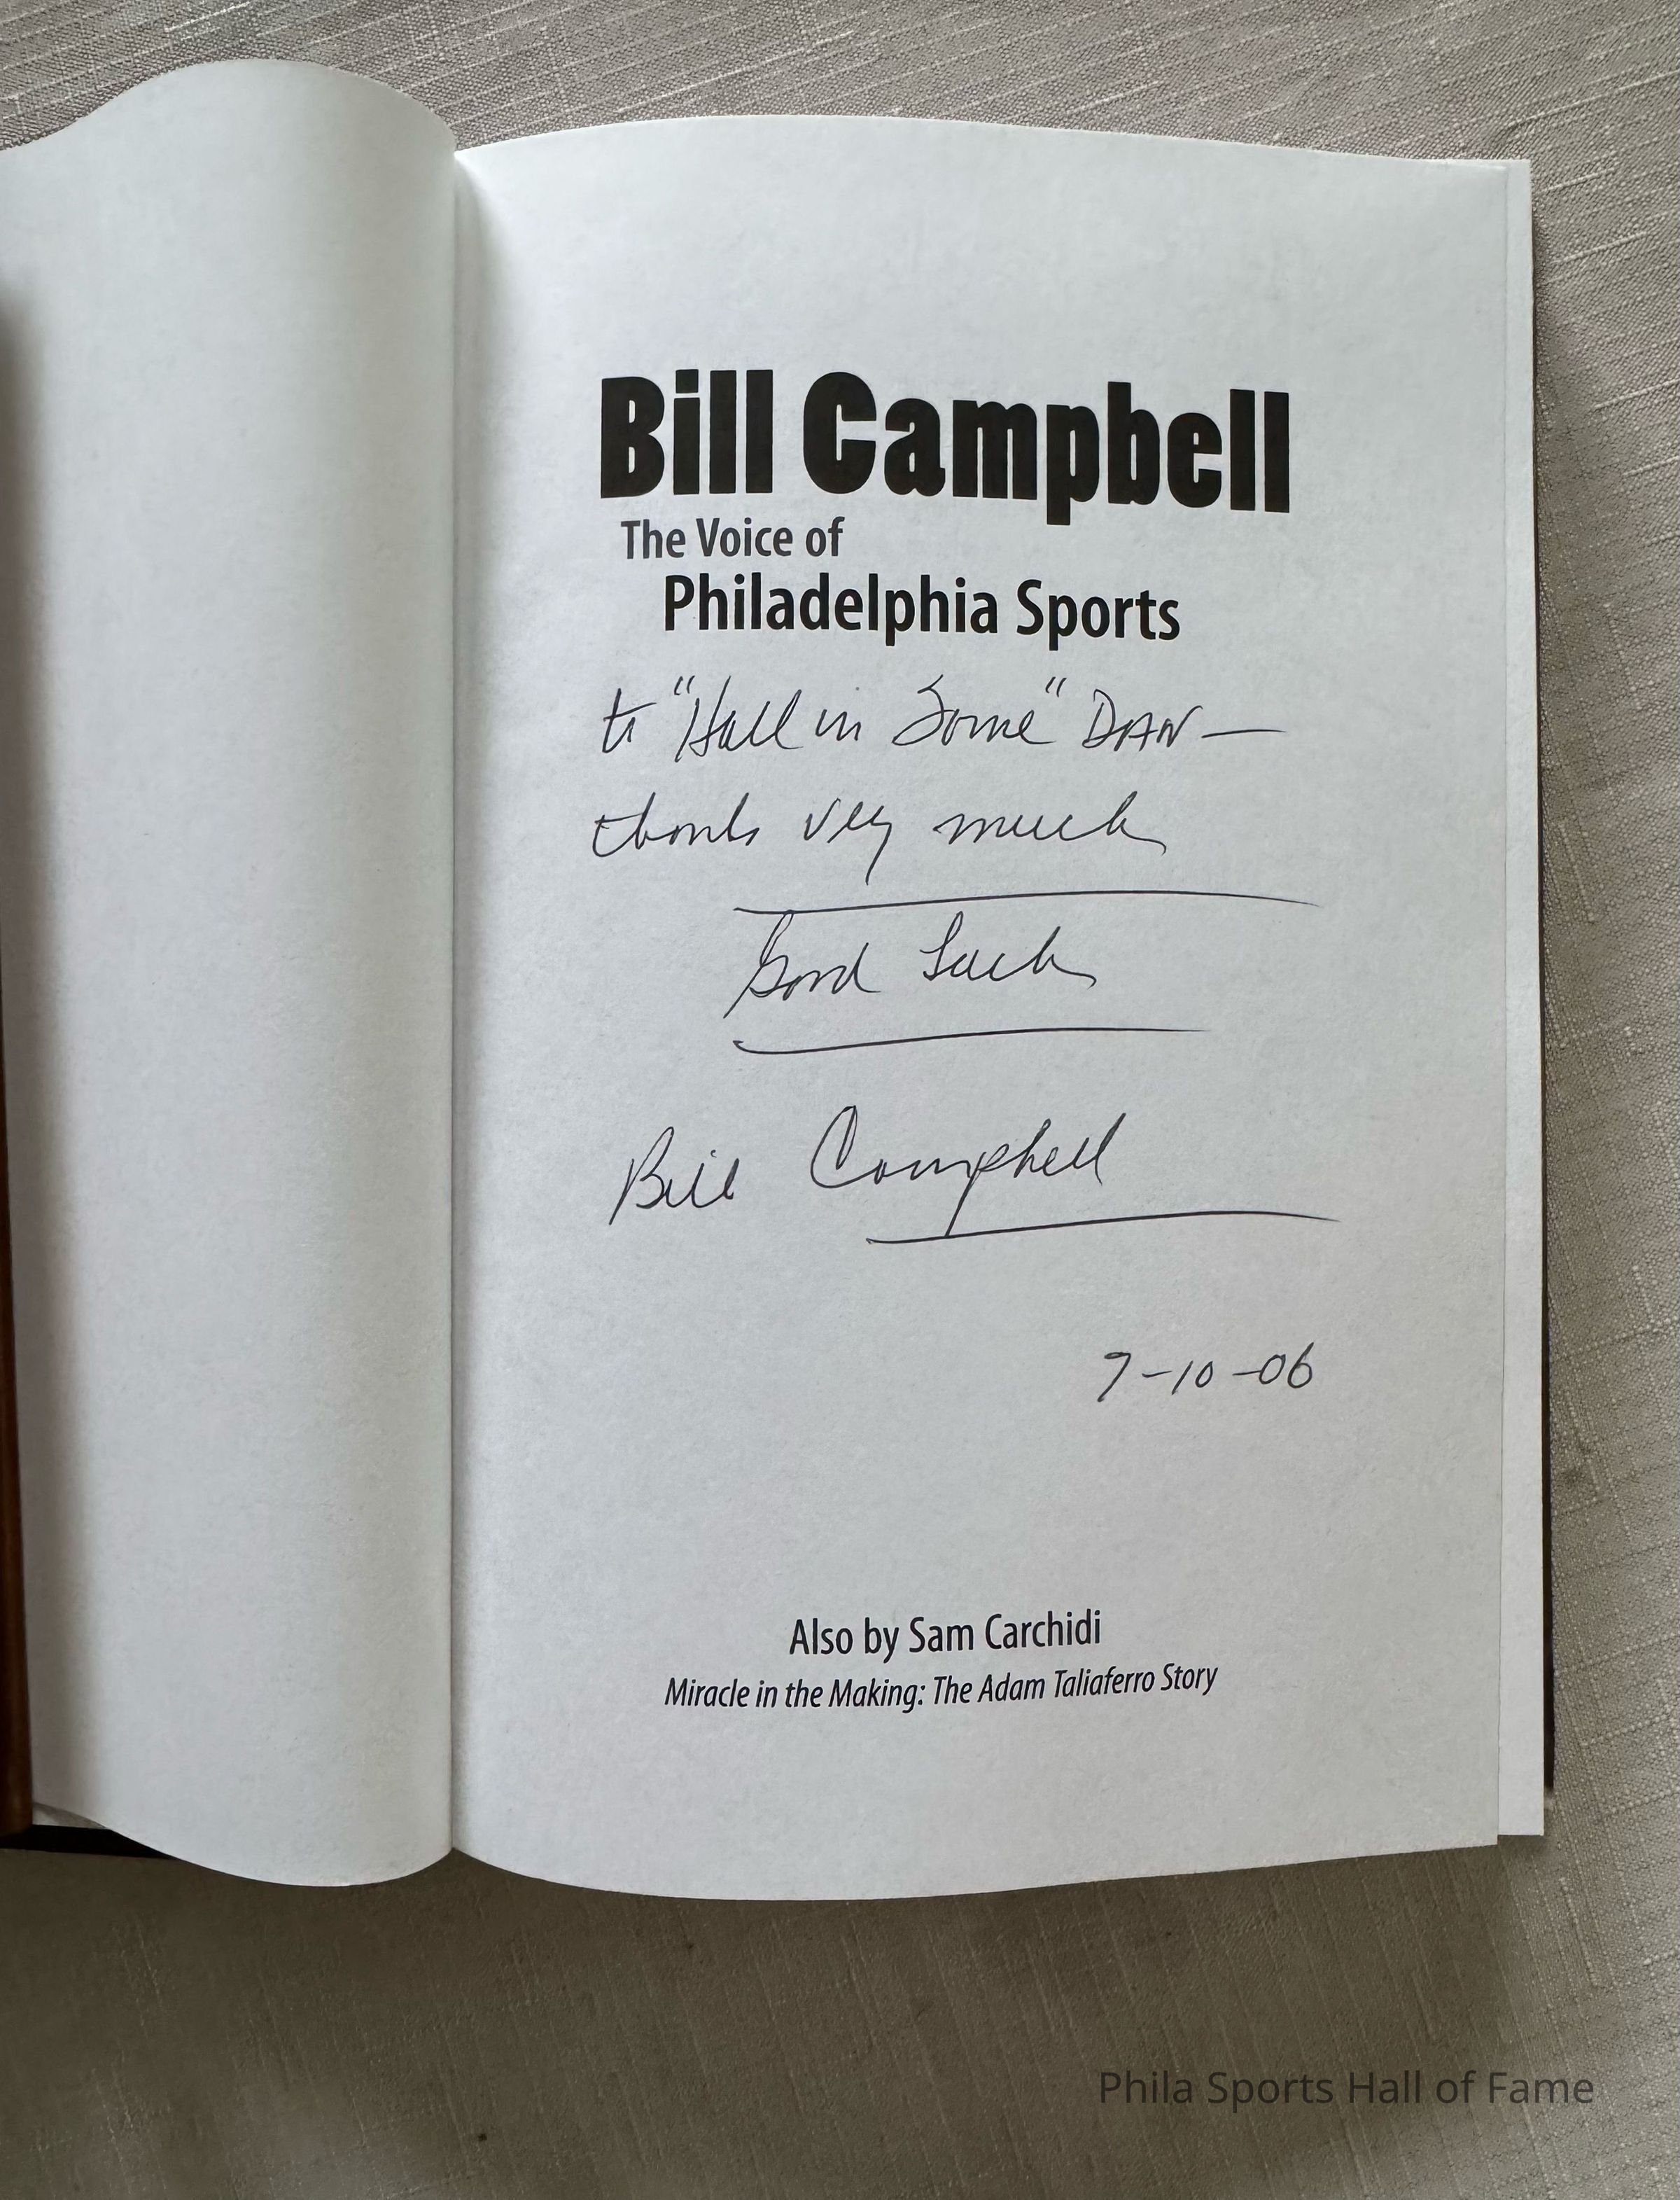 Bill Campbell
The Voice of
Philadelphia Sports
to "Hall in " DAN —
thanks very much
Good Luck
Bill Campbell
7-10-06
Also by Sam Carchidi
Miracle in the Making: The Adam Taliaferro Story
Phila Sports Hall of Fame